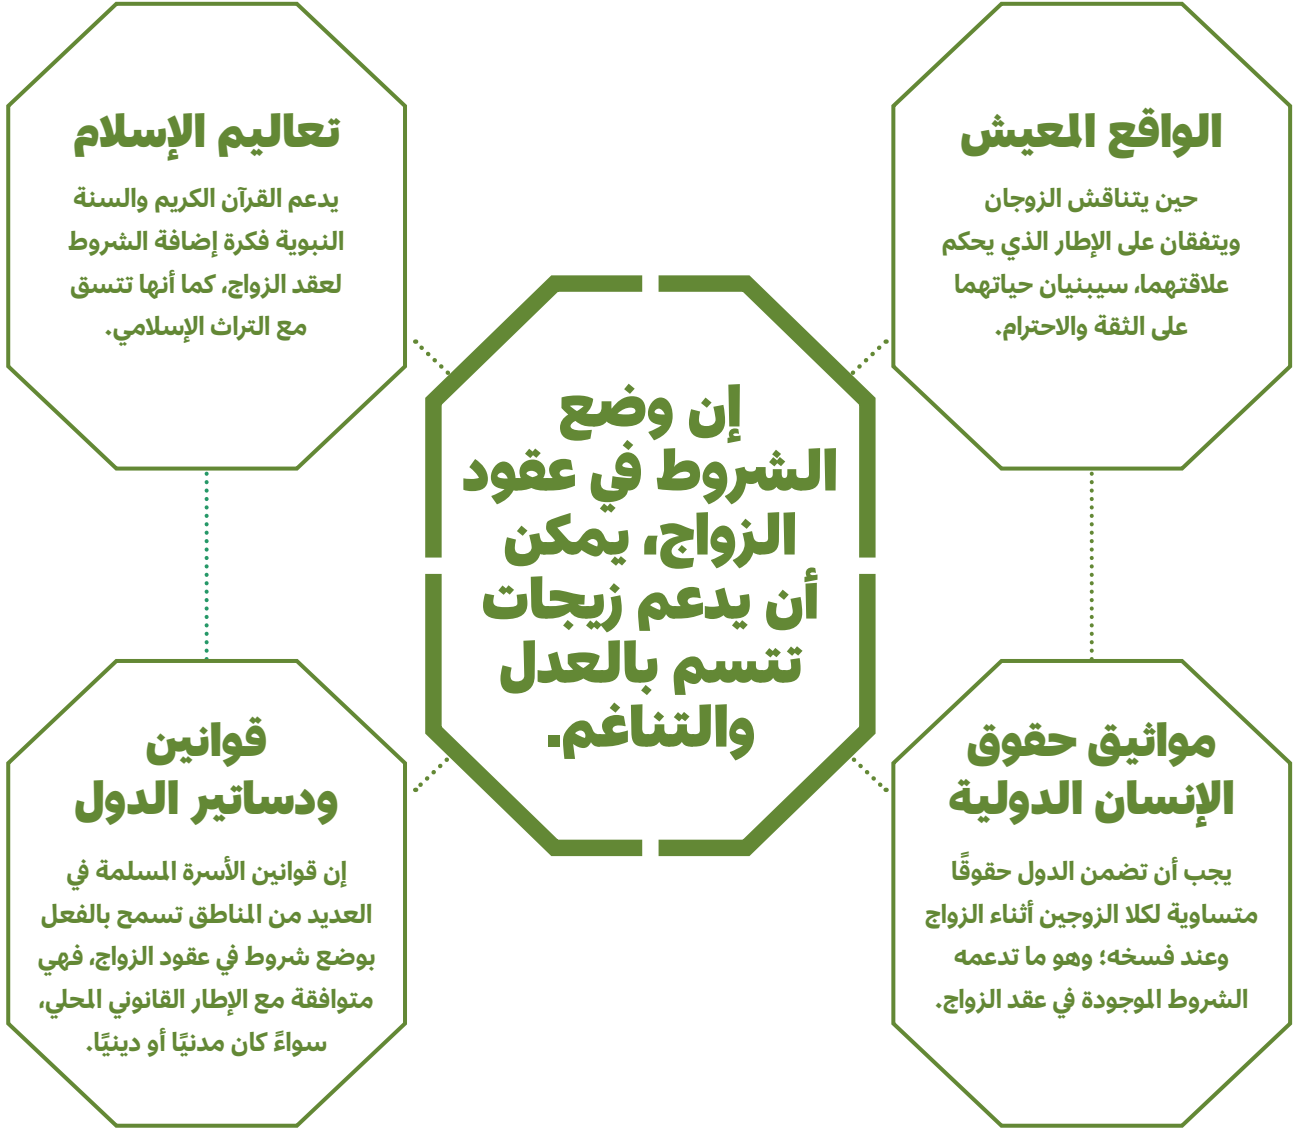 الواقع المعيش
حين يتناقش الزوجان
ويتفقان على الإطار الذي يحكم
علاقتهما، سيبنيان حياتهما
على الثقة والاحترام.
تعاليم الإسلام
يدعم القرآن الكريم والسنة
النبوية فكرة إضافة الشروط
لعقد الزواج، كما أنها تتسق
مع التراث الإسلامي.
إن وضع
الشروط في عقود
الزواج، يمكن
أن يدعم زيجات
تتسم بالعدل
والتناغم.
مواثيق حقوق
الإنسان الدولية
يجب أن تضمن الدول حقوقًا
متساوية لكلا الزوجين أثناء الزواج
وعند فسخه؛ وهو ما تدعمه
الشروط الموجودة في عقد الزواج.
قوانين
ودساتير الدول
إن قوانين الأسرة المسلمة في
العديد من المناطق تسمح بالفعل
بوضع شروط في عقود الزواج، فهي
متوافقة مع الإطار القانوني المحلي،
سواءً كان مدنيًا أو دينيًا.